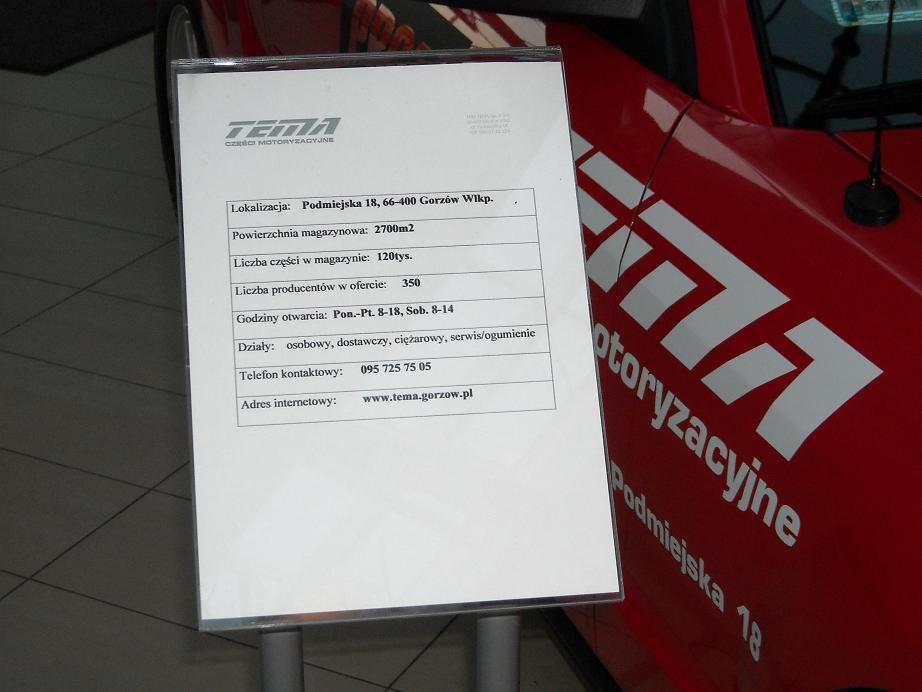 TEMA
CZĘŚCI MOTORYZACYJNE
Lokalizacja: Podmiejska 18, 66-400 Gorzów Wlkp.
Powierzchnia magazynowa: 2700m2
Liczba części w magazynie: 120tys.
Liczba producentów w ofercie: 350
Godziny otwarcia: Pon.-Pt. 8-18, Sob. 8-14
Działy: osobowy, dostawczy, ciężarowy, serwis/ogumienie
Telefon kontaktowy: 095 725 75 05
Adres internetowy: www.tema.gorzow.pl
TEMA
otoryzacyjne
Podmiejska 18